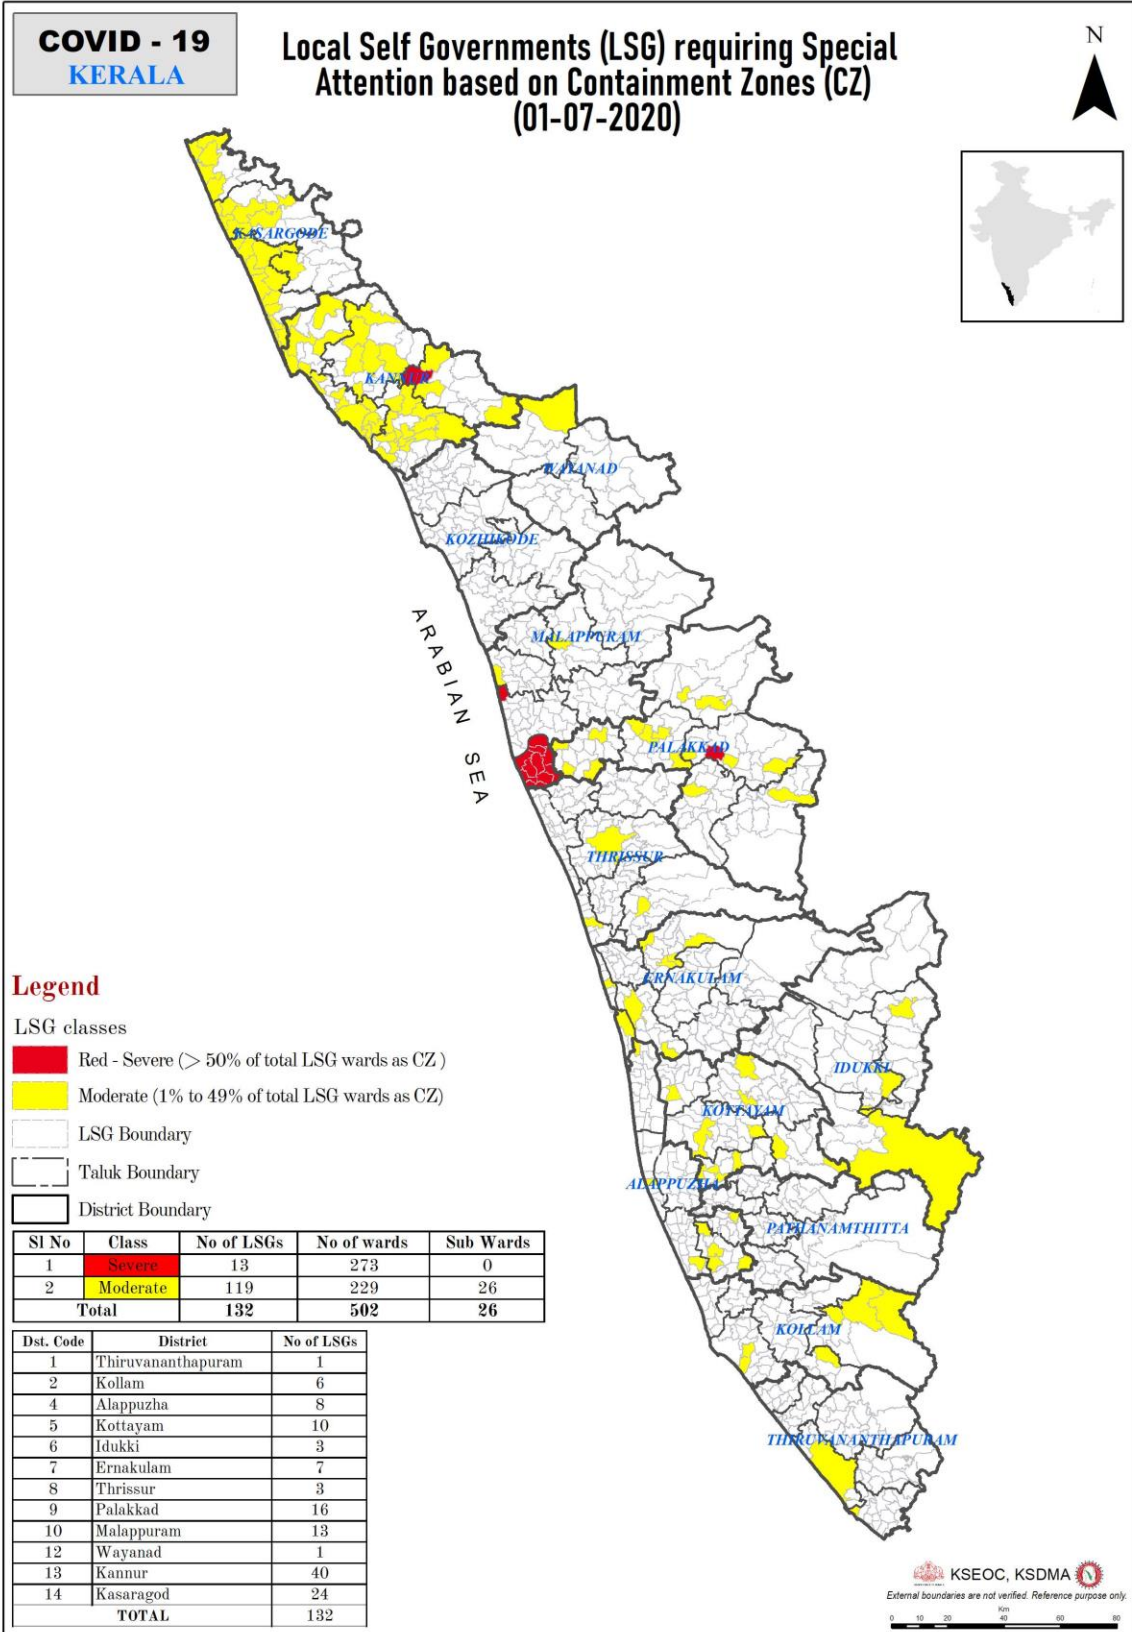 COVID - 19
KERALA
Local Self Governments (LSG) requiring Special
Attention based on Containment Zones (CZ)
(01-07-2020)
N
KASARGODE
KANNUR
WAYANAD
KOZHIKODE
MALAPPURAM
ARABIAN SEA
PALAKKAD
THRISSUR
ERNAKULAM
IDUKKI
KOTTAYAM
ALAPPUZHA
PATHANAMTHITTA
KOLLAM
THIRUVANANTHAPURAM
Legend
LSG classes
Red - Severe (> 50% of total LSG wards as CZ )
Moderate (1% to 49% of total LSG wards as CZ)
LSG Boundary
Taluk Boundary
District Boundary
Sl No Class No of LSGs No of wards Sub Wards
1 Severe 13 273 0
2 Moderate 119 229 26
Total 132 502 26
Dst. Code District No of LSGs
1 Thiruvananthapuram 1
2 Kollam 6
4 Alappuzha 8
5 Kottayam 10
6 Idukki 3
7 Ernakulam 7
8 Thrissur 3
9 Palakkad 16
10 Malappuram 13
12 Wayanad 1
13 Kannur 40
14 Kasaragod 24
TOTAL 132
KSEOC, KSDMA
External boundaries are not verified. Reference purpose only.
Km
0 10 20 40 60 80